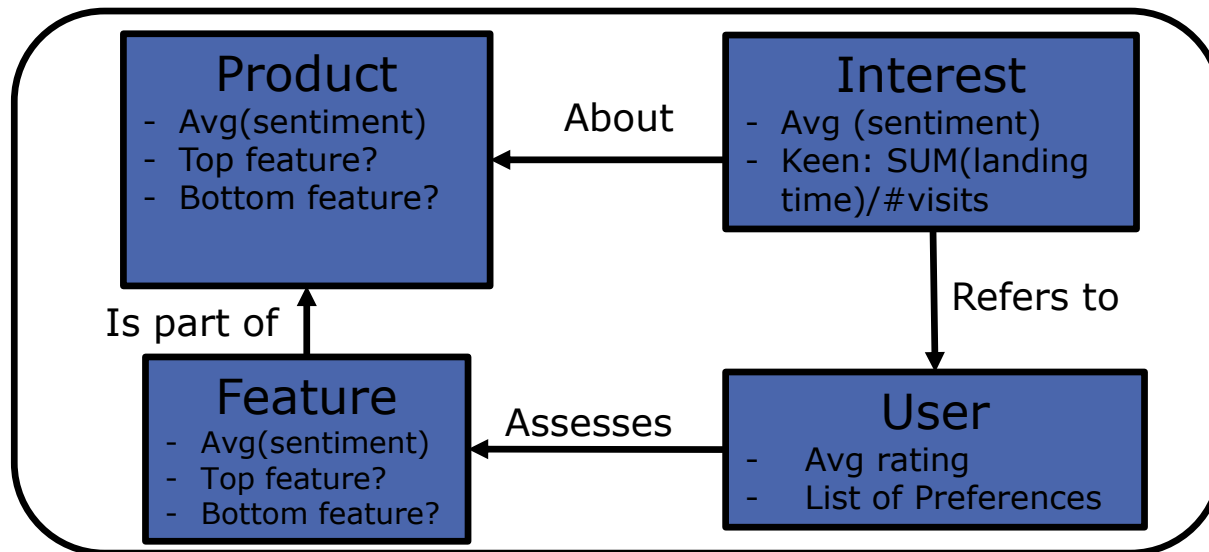 Product
- Avg(sentiment)
- Top feature?
- Bottom feature?
About
Interest
- Avg (sentiment)
- Keen: SUM(landing
time)/#visits
Is part of
Refers to
Feature
- Avg(sentiment)
- Top feature?
- Bottom feature?
Assesses
User
- Avg rating
- List of Preferences